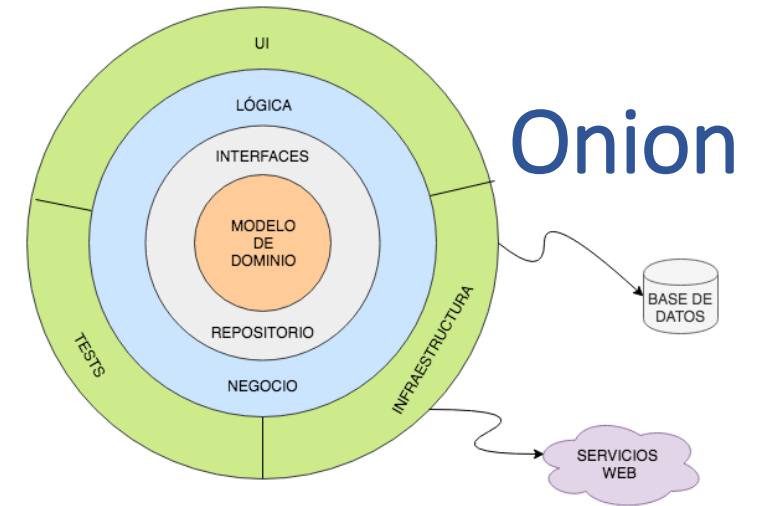 UI
LÓGICA
Onion
INTERFACES
MODELO
DE
DOMINIO
BASE DE
DATOS
REPOSITORIO
INFRAESTRUCTURA
TESTS
NEGOCIO
SERVICIOS
WEB